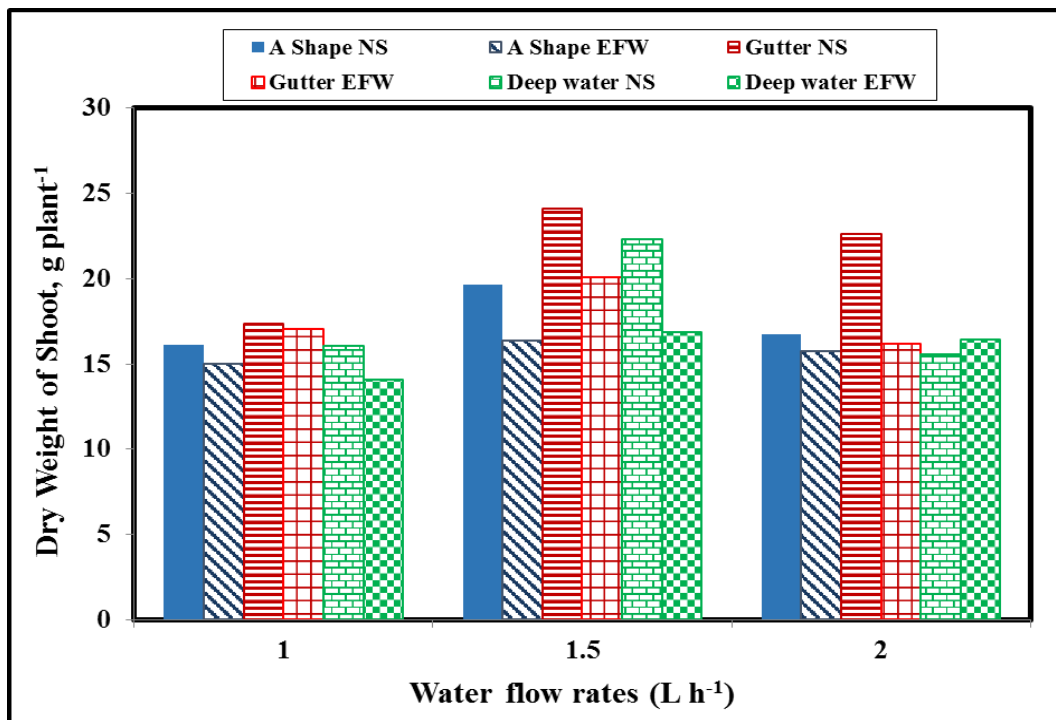 A Shape NS A Shape EFW Gutter NS
Gutter EFW Deep water NS Deep water EFW
30
25
20
15
10
5
0
Dry Weight of Shoot, g plant-1
1 1.5 2
Water flow rates (L h-1)